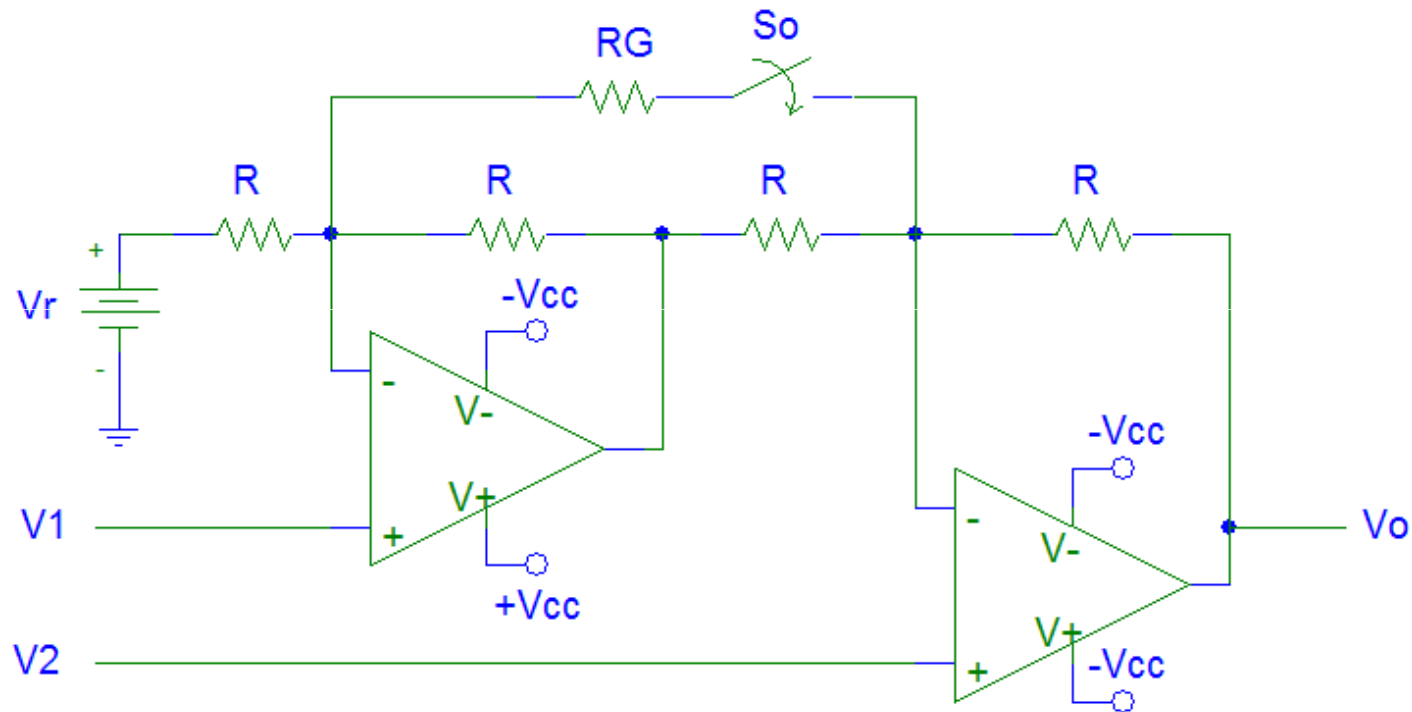 So
RG
R R R R
+
Vr
-
-Vcc
-
V-
V+
+
V1
+Vcc
-Vcc
-
V-
Vo
V+
+
V2
-Vcc